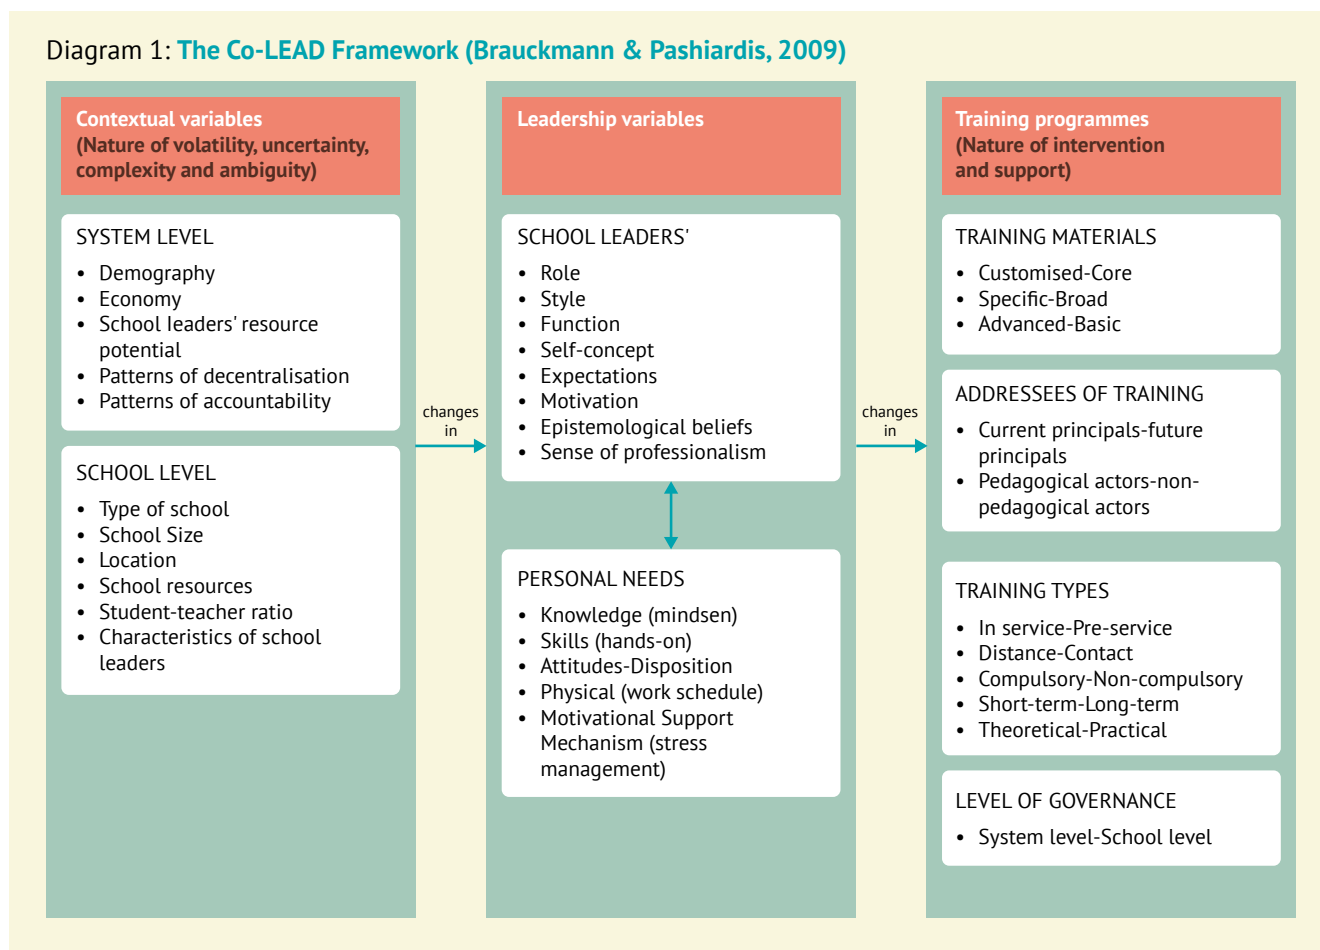 Diagram 1: The Co-LEAD Framework (Brauckmann & Pashiardis, 2009)
Contextual variables
(Nature of volatility, uncertainty,
complexity and ambiguity)
SYSTEM LEVEL
• Demography
• Economy
• School leaders' resource
potential
• Patterns of decentralisation
• Patterns of accountability
SCHOOL LEVEL
• Type of school
• School Size
• Location
• School resources
• Student-teacher ratio
• Characteristics of school
leaders
changes
in
Leadership variables
SCHOOL LEADERS'
• Role
• Style
• Function
• Self-concept
• Expectations
• Motivation
• Epistemological beliefs
• Sense of professionalism
PERSONAL NEEDS
• Knowledge (mindsen)
• Skills (hands-on)
• Attitudes-Disposition
• Physical (work schedule)
• Motivational Support
Mechanism (stress
management)
changes
in
Training programmes
(Nature of intervention
and support)
TRAINING MATERIALS
• Customised-Core
• Specific-Broad
• Advanced-Basic
ADDRESSEES OF TRAINING
• Current principals-future
principals
• Pedagogical actors-non-
pedagogical actors
TRAINING TYPES
• In service-Pre-service
• Distance-Contact
• Compulsory-Non-compulsory
• Short-term-Long-term
• Theoretical-Practical
LEVEL OF GOVERNANCE
• System level-School level